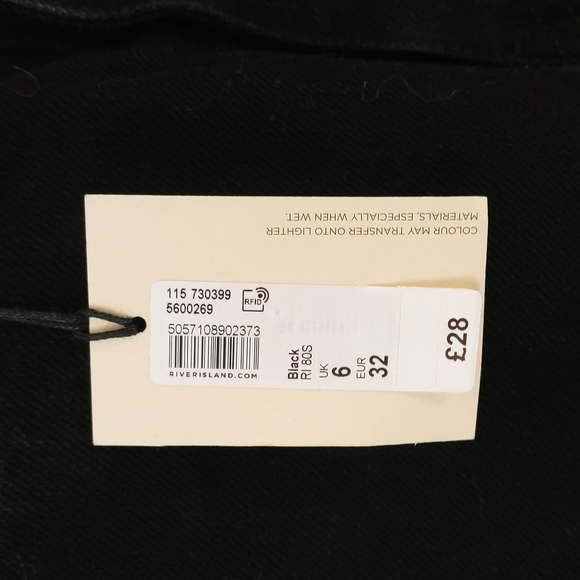 COLOUR MAY TRANSFER ONTO LIGHTER
MATERIALS, ESPECIALLY WHEN WET.
115 730399
5600269
RFID
5057108902373
RIVERISLAND.COM
Black
RI 80S
UK
6
EUR
32
£28